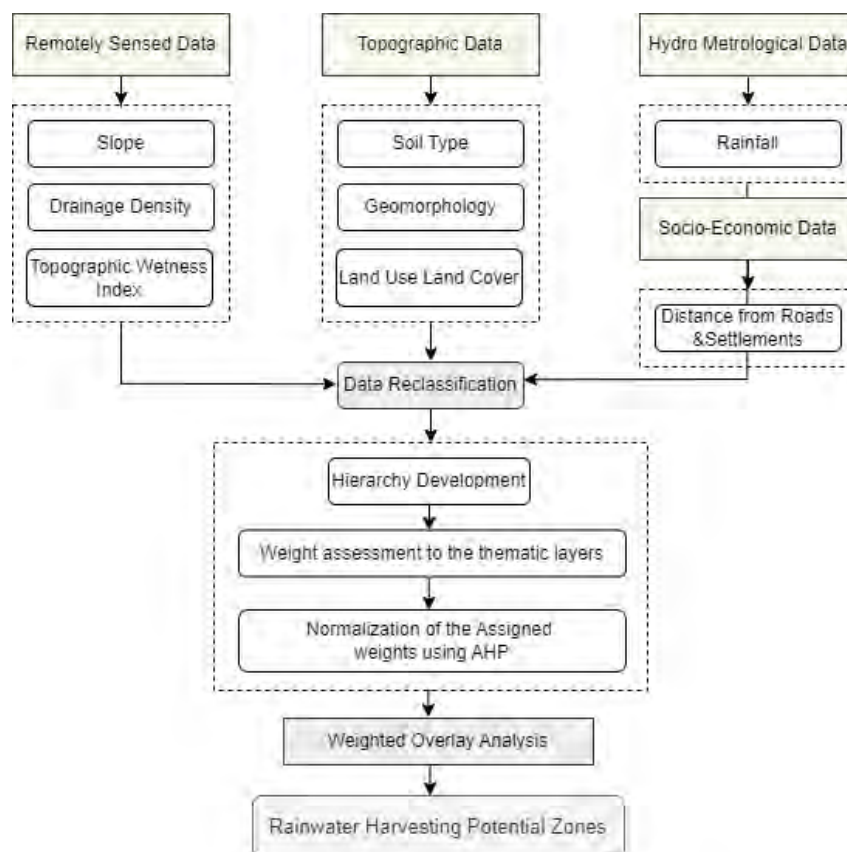 Remotely Sensed Data
Topographic Data
Hydro Metrological Data
Slope
Drainage Density
Topographic Wetness
Index
Soil Type
Geomorphology
Land Use Land Cover
Rainfall
Socio-Economic Data
Distance from Roads
&Settlements
Data Reclassification
Hierarchy Development
Weight assessment to the thematic layers
Normalization of the Assigned
weights using AHP
Weighted Overlay Analysis
Rainwater Harvesting Potential Zones